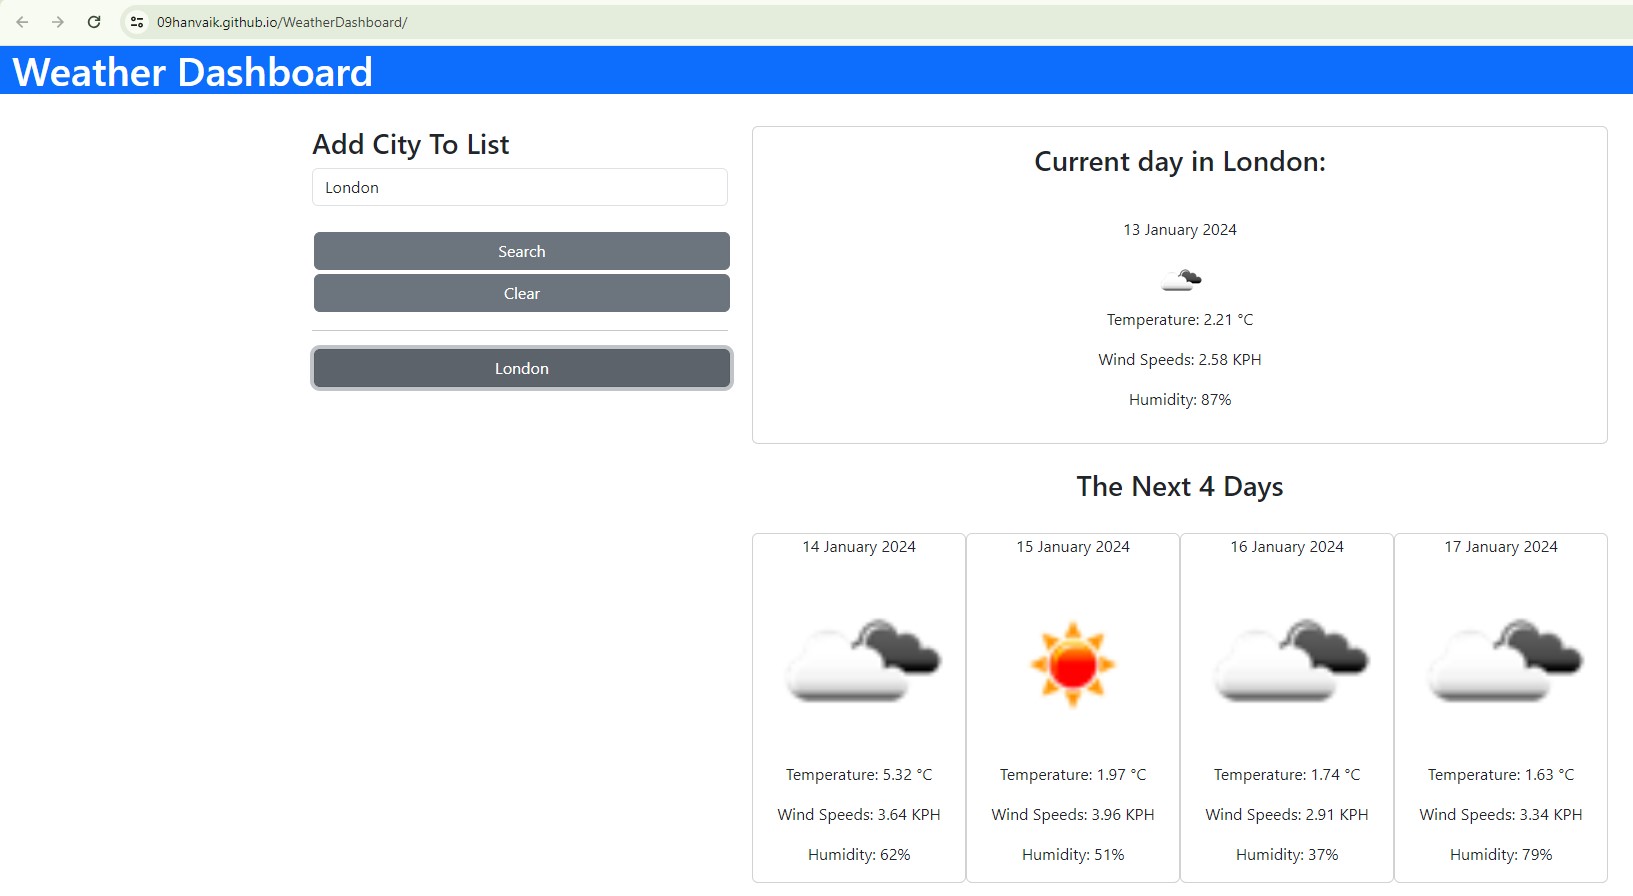 09hanvaik.github.io/WeatherDashboard/
Weather Dashboard
Add City To List
London
Search
Clear
London
Current day in London:
13 January 2024
Temperature: 2.21 °C
Wind Speeds: 2.58 KPH
Humidity: 87%
The Next 4 Days
14 January 2024
Temperature: 5.32 °C
Wind Speeds: 3.64 KPH
Humidity: 62%
15 January 2024
Temperature: 1.97 °C
Wind Speeds: 3.96 KPH
Humidity: 51%
16 January 2024
Temperature: 1.74 °C
Wind Speeds: 2.91 KPH
Humidity: 37%
17 January 2024
Temperature: 1.63 °C
Wind Speeds: 3.34 KPH
Humidity: 79%